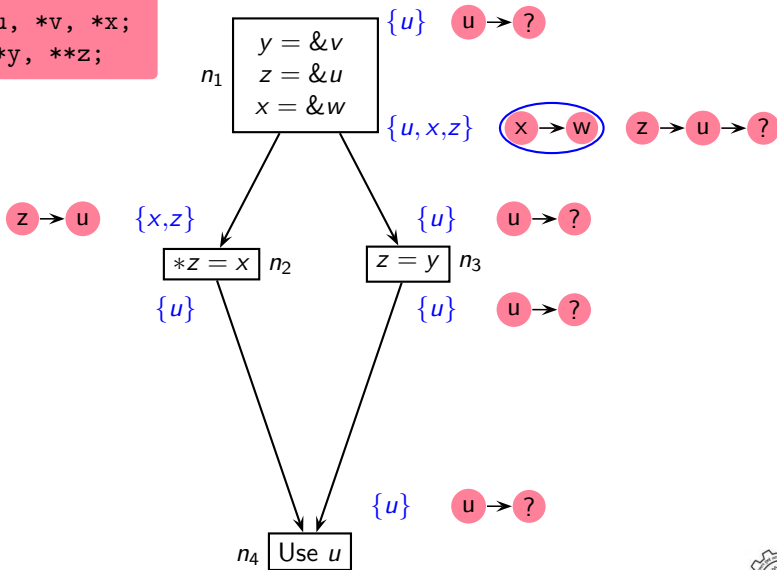 u, *v, *x;
*y, **z;
{u} u ?
n1
y = &v
z = &u
x = &w
{u, x,z} x w z u ?
z u {x,z} {u} u ?
*z = x n2 z = y n3
{u} {u} u ?
{u} u ?
n4 Use u